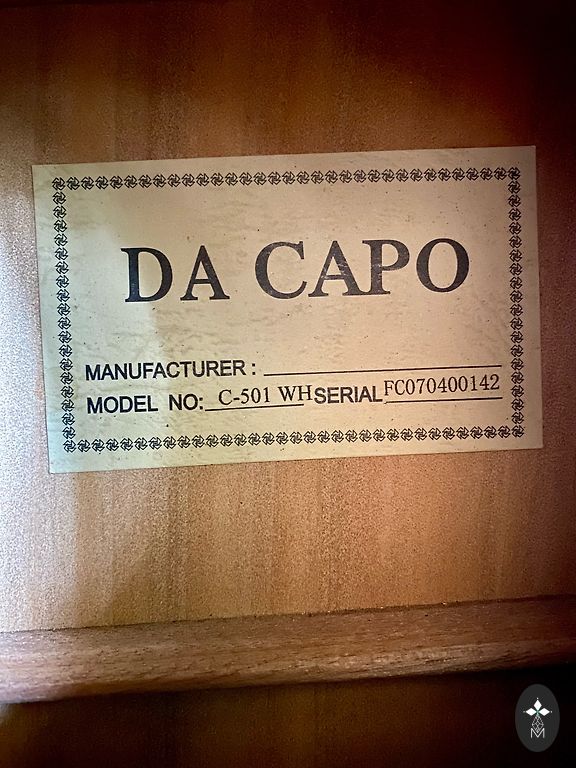 DA CAPO
MANUFACTURER :
MODEL NO: C-501 WH SERIAL FC070400142
M